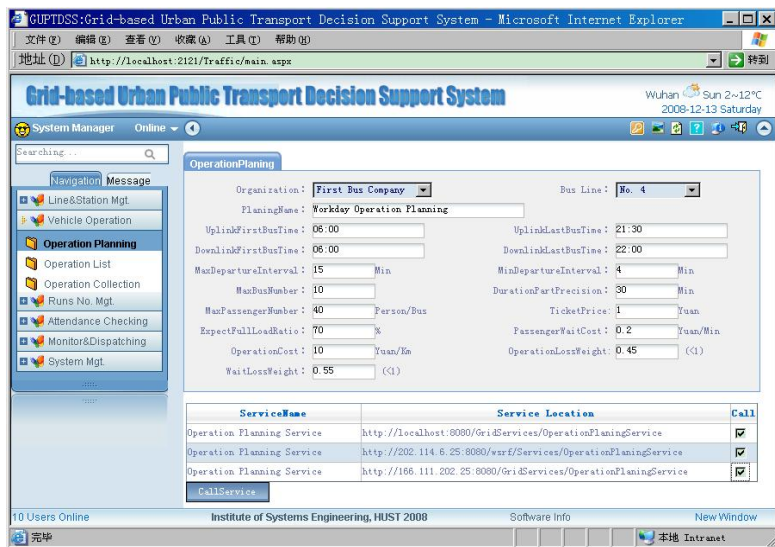 GUPTDSS:Grid-based Urban Public Transport Decision Support System - Microsoft Internet Explorer
文件(F) 编辑(E) 查看(V) 收藏(A) 工具(T) 帮助(H)
地址(D) http://localhost:2121/Traffic/main.aspx 转到
Grid-based Urban Public Transport Decision Support System
Wuhan Sun 2~12°C
2008-12-13 Saturday
System Manager Online
Searching...
Navigation Message
Line&Station Mgt.
Vehicle Operation
Operation Planning
Operation List
Operation Collection
Runs No. Mgt.
Attendance Checking
Monitor&Dispatching
System Mgt.
OperationPlaning
Organization: First Bus Company Bus Line: No. 4
PlaningName: Workday Operation Planning
UplinkFirstBusTime: 06:00 UplinkLastBusTime: 21:30
DownlinkFirstBusTime: 06:00 DownlinkLastBusTime: 22:00
MaxDepartureInterval: 15 Min MinDepartureInterval: 4 Min
MaxBusNumber: 10 DurationPartPrecision: 30 Min
MaxPassengerNumber: 40 Person/Bus TicketPrice: 1 Yuan
ExpectFullLoadRatio: 70 % PassengerWaitCost: 0.2 Yuan/Min
OperationCost: 10 Yuan/Km OperationLossWeight: 0.45 (<1)
WaitLossWeight: 0.55 (<1)
ServiceName Service Location Call
Operation Planning Service http://localhost:8080/GridServices/OperationPlaningService
Operation Planning Service http://202.114.6.25:8080/wsrf/Services/OperationPlaningService
Operation Planning Service http://166.111.202.25:8080/GridServices/OperationPlaningService
CallService
10 Users Online Institute of Systems Engineering, HUST 2008 Software Info New Window
完毕 本地 Intranet